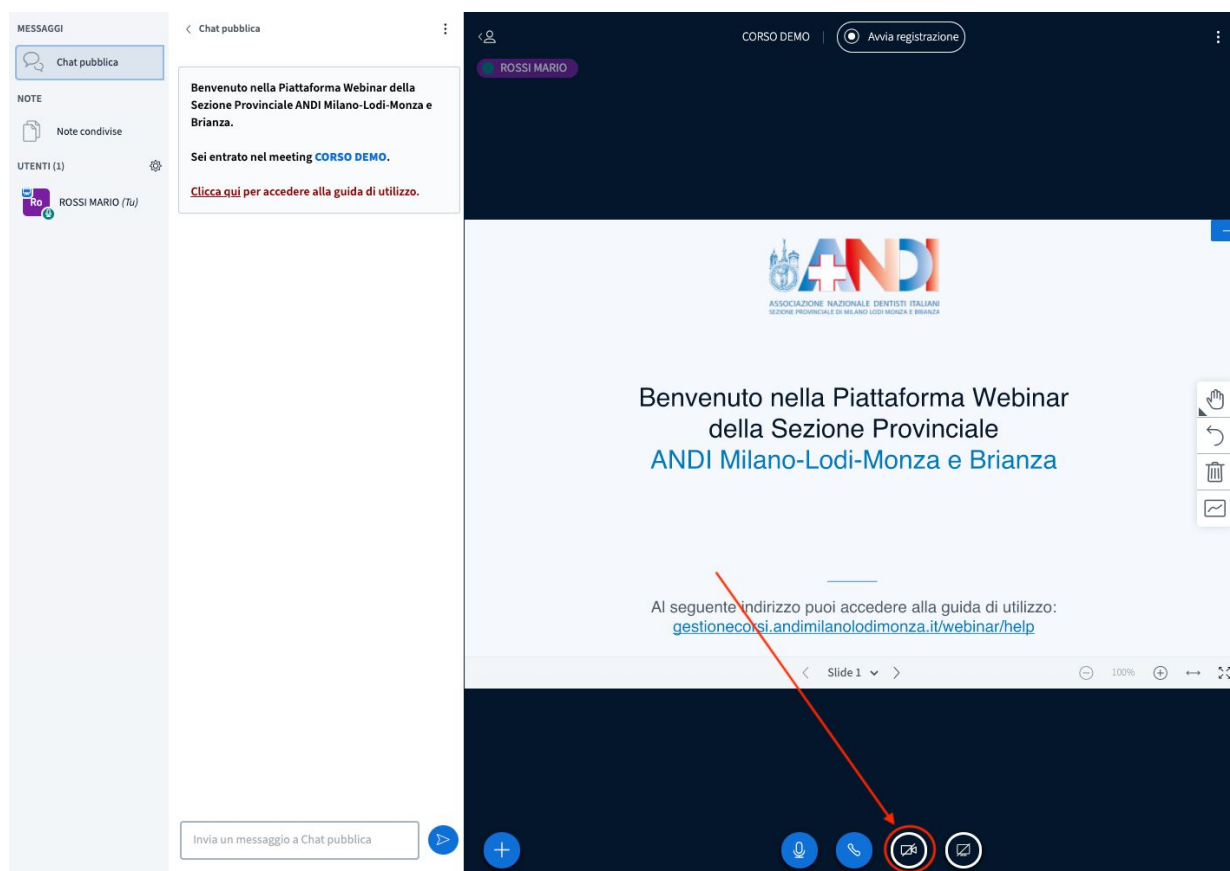 MESSAGGI
Chat pubblica
NOTE
Note condivise
UTENTI (1)
Ro
ROSSI MARIO (Tu)
Chat pubblica
Benvenuto nella Piattaforma Webinar della
Sezione Provinciale ANDI Milano-Lodi-Monza e
Brianza.
Sei entrato nel meeting CORSO DEMO.
Clicca qui per accedere alla guida di utilizzo.
Invia un messaggio a Chat pubblica
CORSO DEMO
Avvia registrazione
ROSSI MARIO
ANDI
ASSOCIAZIONE NAZIONALE DENTISTI ITALIANI
SEZIONE PROVINCIALE DI MILANO LODI MONZA E BRIANZA
Benvenuto nella Piattaforma Webinar
della Sezione Provinciale
ANDI Milano-Lodi-Monza e Brianza
Al seguente indirizzo puoi accedere alla guida di utilizzo:
gestionecorsi.andimilanolodimonza.it/webinar/help
Slide 1
100%